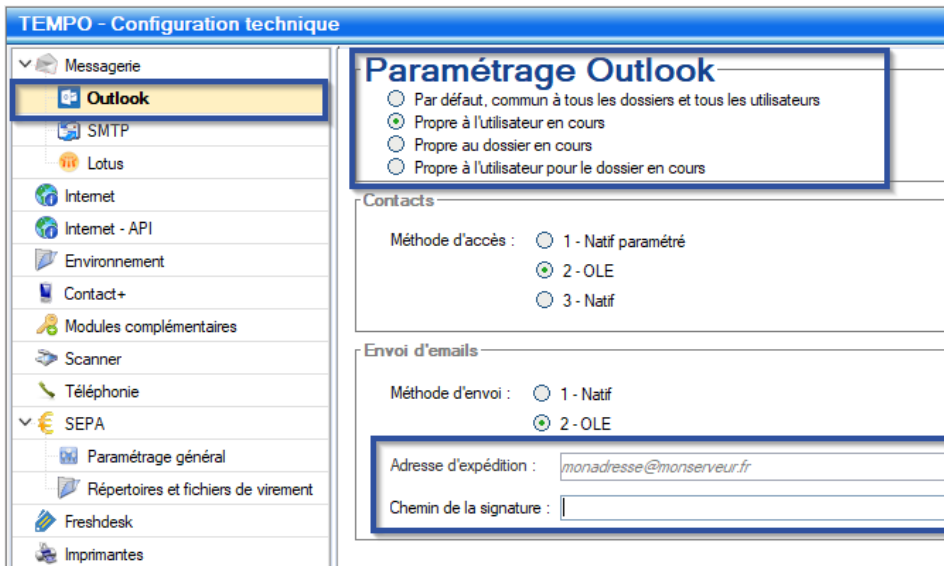 TEMPO - Configuration technique
Messagerie
Outlook
SMTP
Lotus
Internet
Internet - API
Environnement
Contact+
Modules complémentaires
Scanner
Téléphonie
SEPA
Paramétrage général
Répertoires et fichiers de virement
Freshdesk
Imprimantes
Paramétrage Outlook
Par défaut, commun à tous les dossiers et tous les utilisateurs
Propre à l'utilisateur en cours
Propre au dossier en cours
Propre à l'utilisateur pour le dossier en cours
Contacts
Méthode d'accès : 1 - Natif paramétré
2 - OLE
3 - Natif
Envoi d'emails
Méthode d'envoi : 1 - Natif
2 - OLE
Adresse d'expédition : monadresse@monserveur.fr
Chemin de la signature :